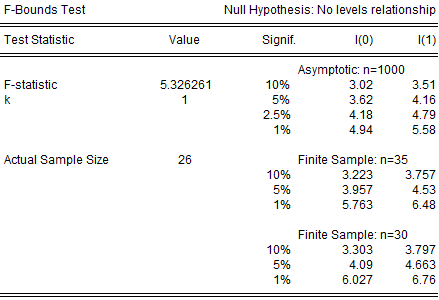 F-Bounds Test Null Hypothesis: No levels relationship
Test Statistic Value Signif. I(0) I(1)
Asymptotic: n=1000
F-statistic 5.326261 10% 3.02 3.51
k 1 5% 3.62 4.16
2.5% 4.18 4.79
1% 4.94 5.58
Actual Sample Size 26 Finite Sample: n=35
10% 3.223 3.757
5% 3.957 4.53
1% 5.763 6.48
Finite Sample: n=30
10% 3.303 3.797
5% 4.09 4.663
1% 6.027 6.76